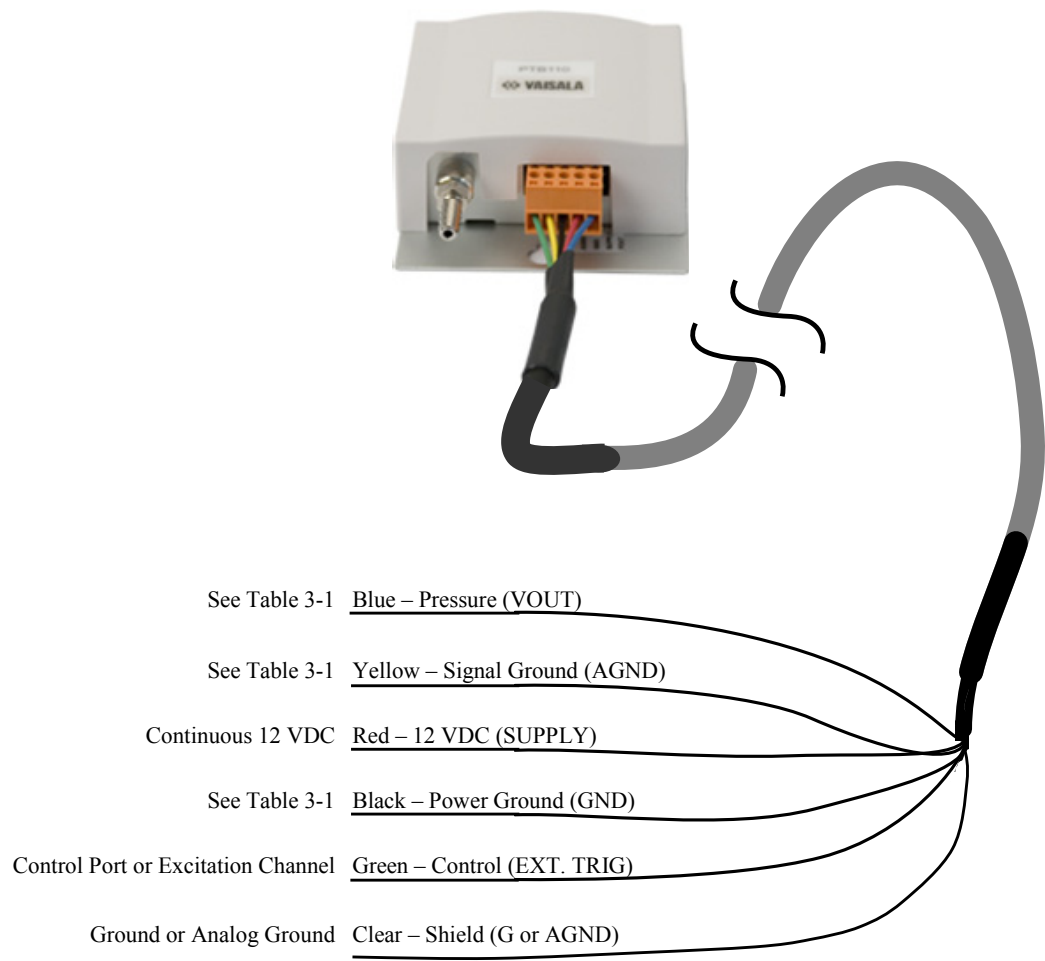 PTB110
VAISALA
See Table 3-1 Blue – Pressure (VOUT)
See Table 3-1 Yellow – Signal Ground (AGND)
Continuous 12 VDC Red – 12 VDC (SUPPLY)
See Table 3-1 Black – Power Ground (GND)
Control Port or Excitation Channel Green – Control (EXT. TRIG)
Ground or Analog Ground Clear – Shield (G or AGND)